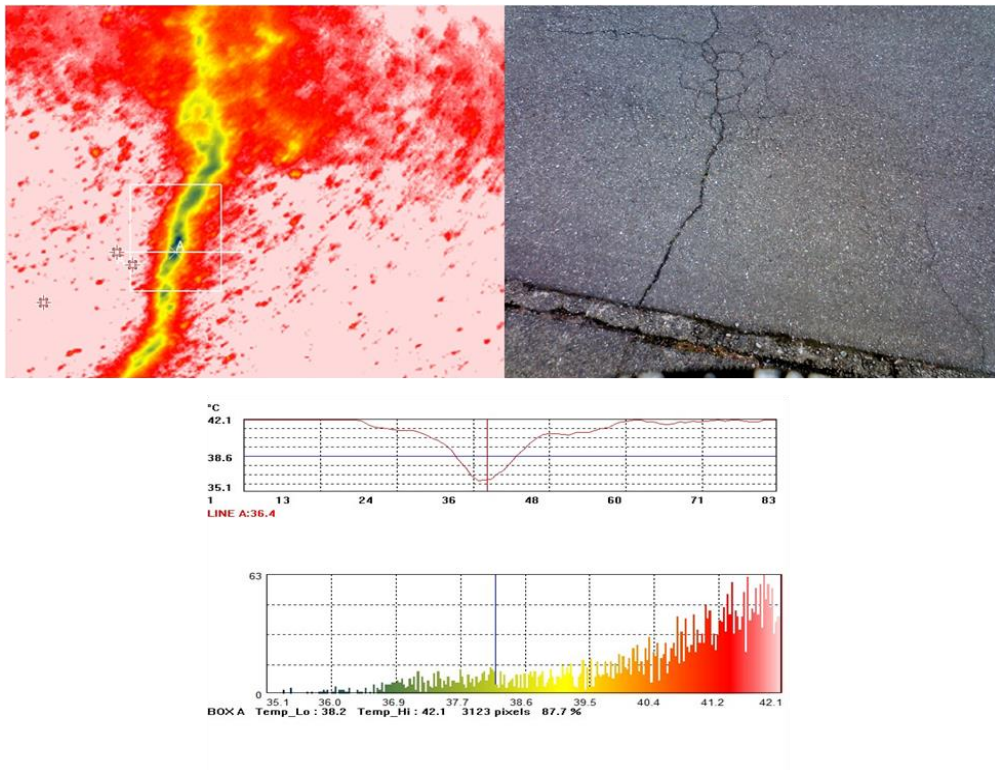 °C
42.1
38.6
35.1
1 13 24 36 48 60 71 83
LINE A:36.4
63
0
35.1 36.0 36.9 37.7 38.6 39.5 40.4 41.2 42.1
BOX A Temp_Lo : 38.2 Temp_Hi : 42.1 3123 pixels 87.7 %